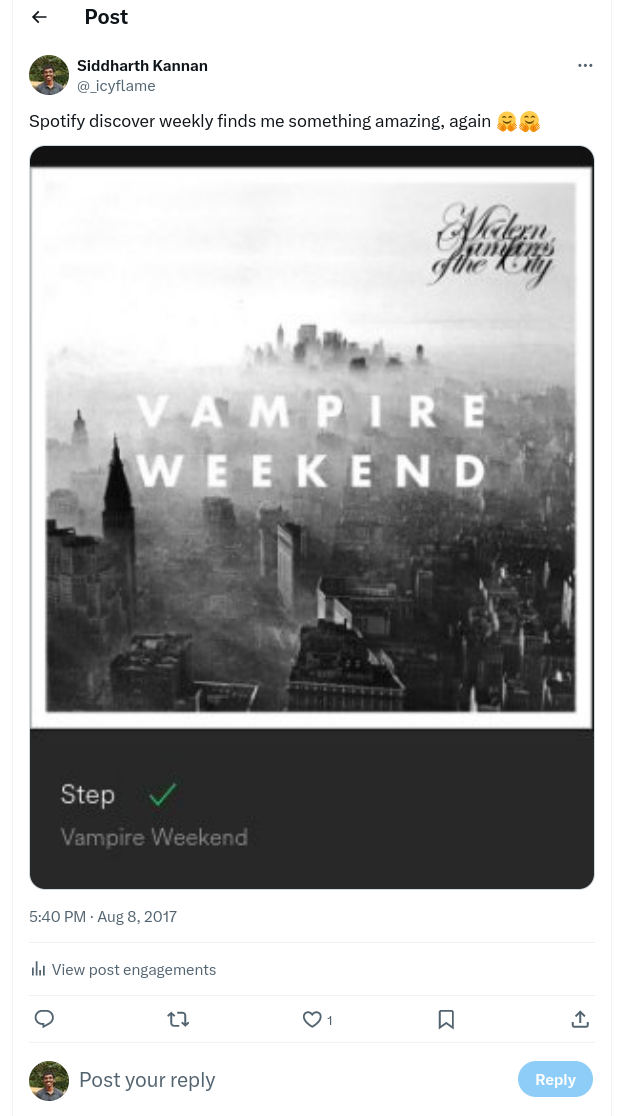 Post
Siddharth Kannan
@_icyflame
Spotify discover weekly finds me something amazing, again 🤗🤗
Modern
Vampires
of the City
VAMPIRE
WEEKEND
Step
Vampire Weekend
5:40 PM · Aug 8, 2017
View post engagements
1
Post your reply
Reply